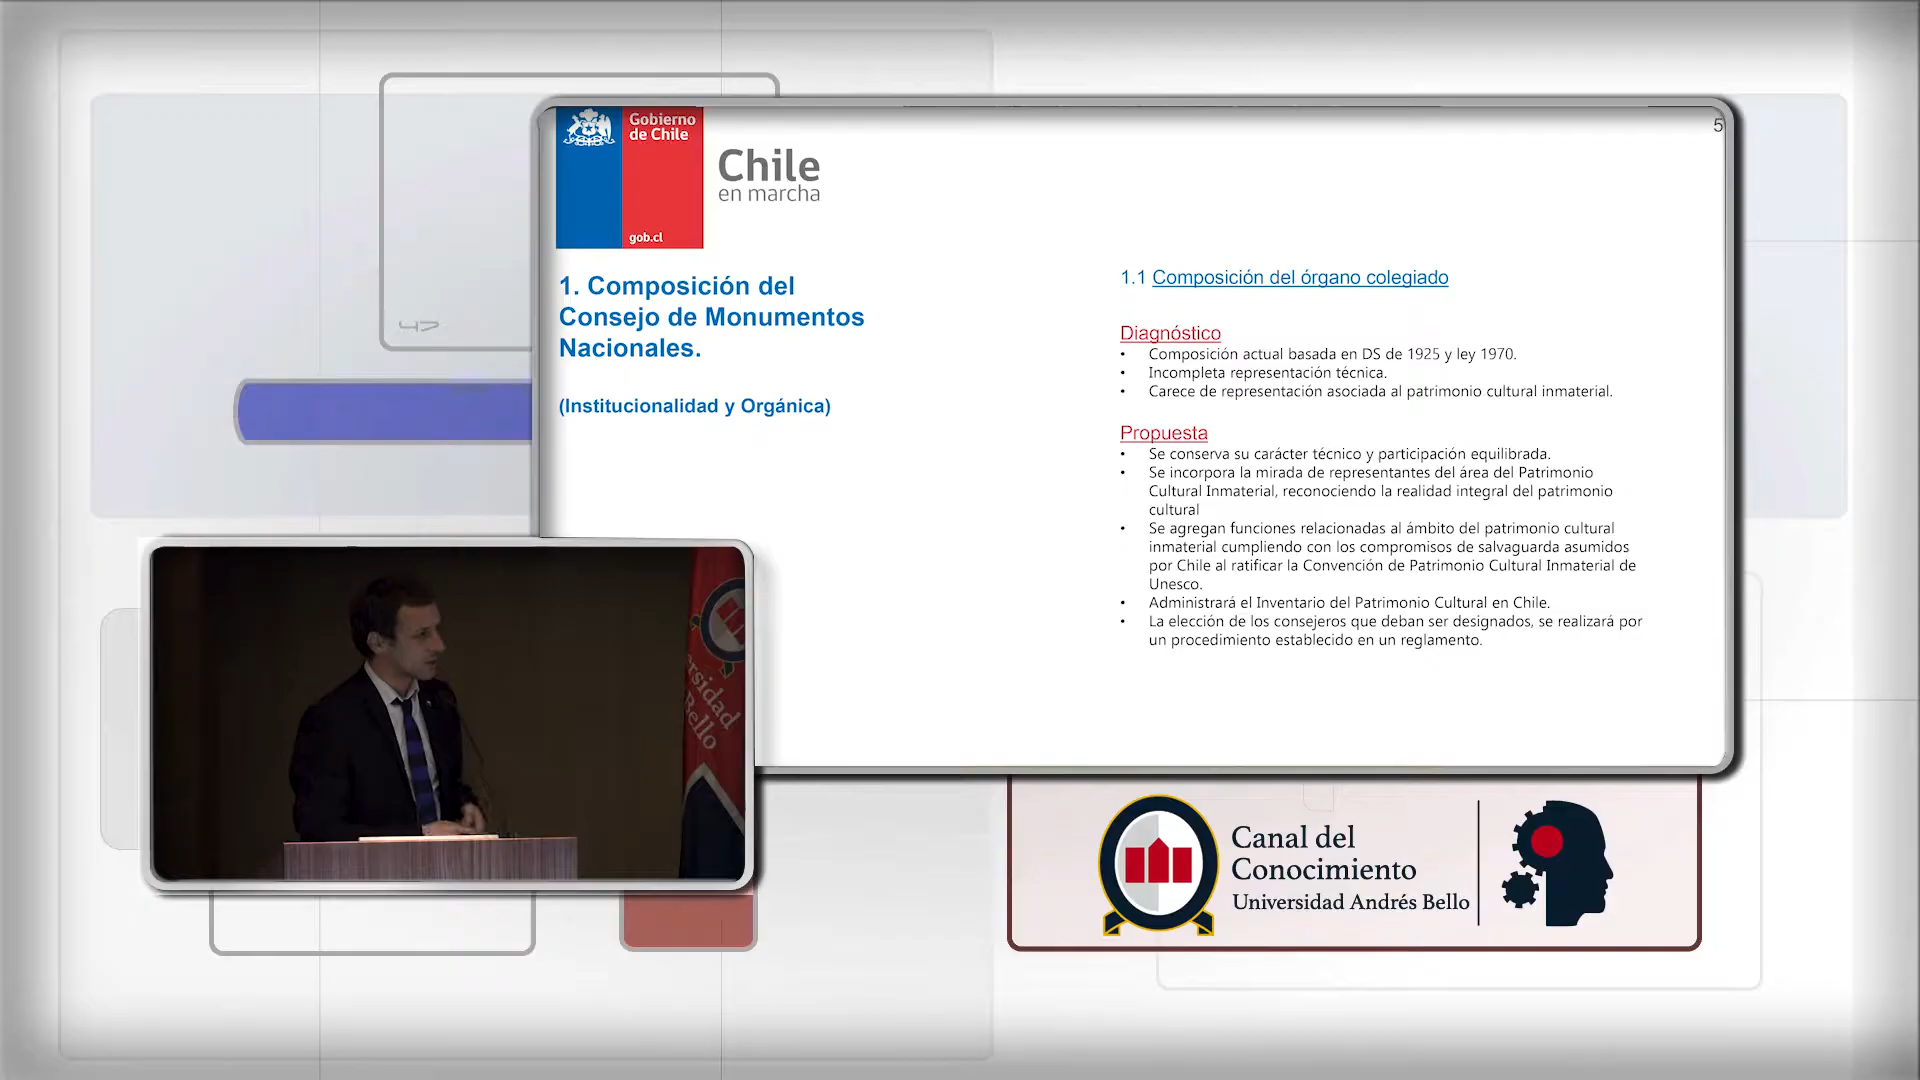 Gobierno
de Chile
gob.cl
Chile
en marcha
5
1. Composición del
Consejo de Monumentos
Nacionales.
(Institucionalidad y Orgánica)
1.1 Composición del órgano colegiado
Diagnóstico
• Composición actual basada en DS de 1925 y ley 1970.
• Incompleta representación técnica.
• Carece de representación asociada al patrimonio cultural inmaterial.
Propuesta
• Se conserva su carácter técnico y participación equilibrada.
• Se incorpora la mirada de representantes del área del Patrimonio
Cultural Inmaterial, reconociendo la realidad integral del patrimonio
cultural
• Se agregan funciones relacionadas al ámbito del patrimonio cultural
inmaterial cumpliendo con los compromisos de salvaguarda asumidos
por Chile al ratificar la Convención de Patrimonio Cultural Inmaterial de
Unesco.
• Administrará el Inventario del Patrimonio Cultural en Chile.
• La elección de los consejeros que deban ser designados, se realizará por
un procedimiento establecido en un reglamento.
rsidad
Bello
Canal del
Conocimiento
Universidad Andrés Bello